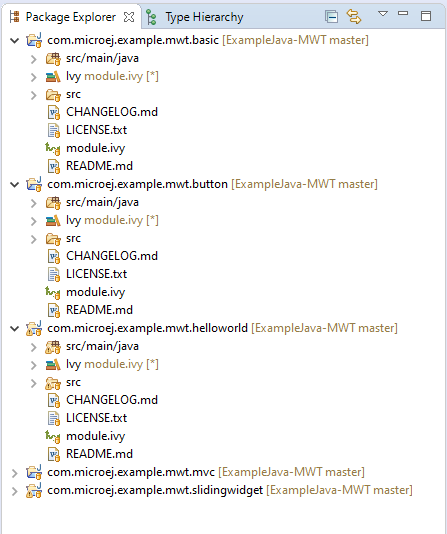 Package Explorer Type Hierarchy
com.microej.example.mwt.basic [ExampleJava-MWT master]
src/main/java
Ivy module.ivy [*]
src
CHANGELOG.md
LICENSE.txt
module.ivy
README.md
com.microej.example.mwt.button [ExampleJava-MWT master]
src/main/java
Ivy module.ivy [*]
src
CHANGELOG.md
LICENSE.txt
module.ivy
README.md
com.microej.example.mwt.helloworld [ExampleJava-MWT master]
src/main/java
Ivy module.ivy [*]
src
CHANGELOG.md
LICENSE.txt
module.ivy
README.md
com.microej.example.mwt.mvc [ExampleJava-MWT master]
com.microej.example.mwt.slidingwidget [ExampleJava-MWT master]